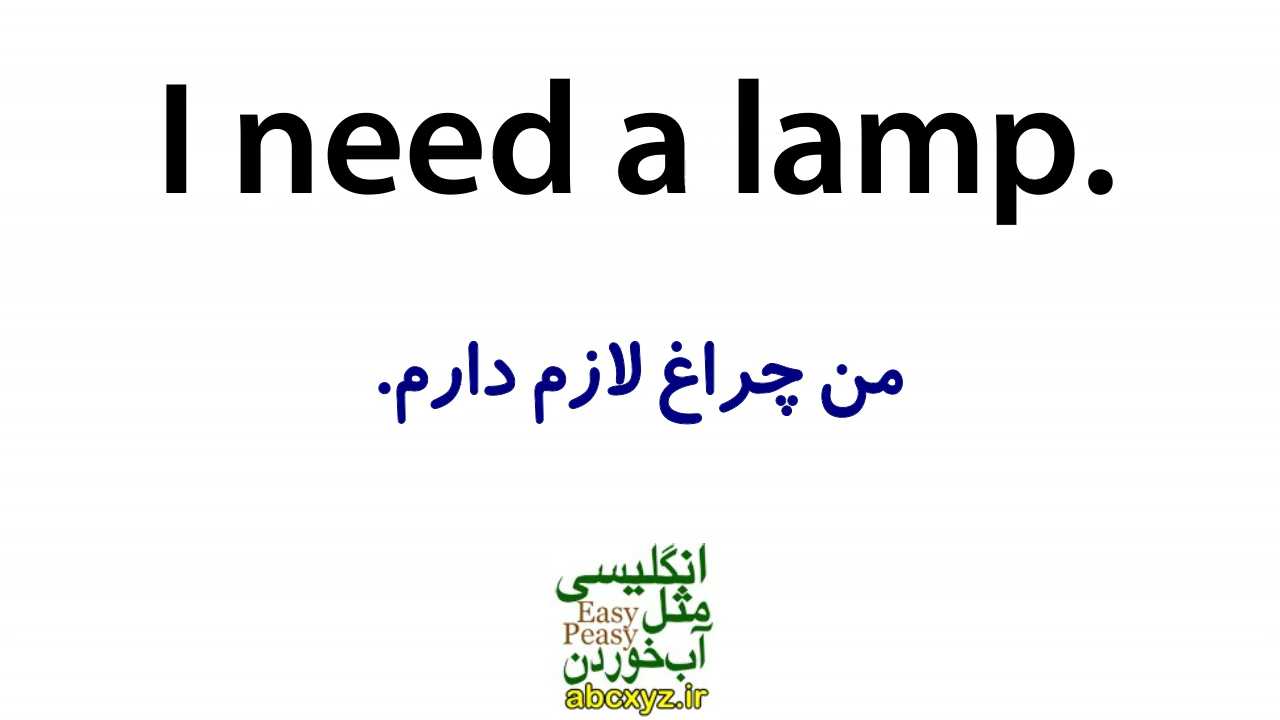 I need a lamp.
من چراغ لازم دارم.
انگلیسی
مثل Easy
Peasy
آب‌خوردن
abcxyz.ir